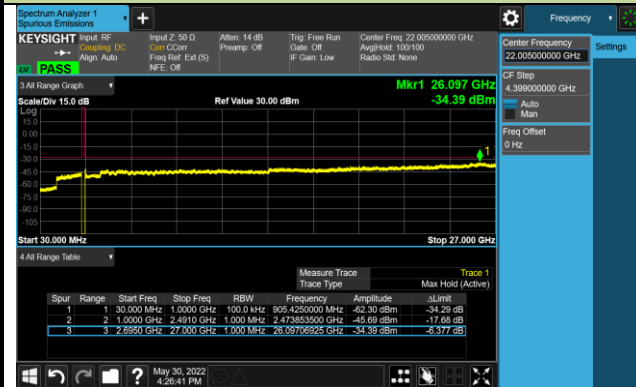 Spectrum Analyzer 1
Spurious Emissions
Frequency
KEYSIGHT
Input: RF
Coupling: DC
Align: Auto
Input Z: 50 Ω
Corr CCorr
Freq Ref: Ext (S)
NFE: Off
Atten: 14 dB
Preamp: Off
Trig: Free Run
Gate: Off
IF Gain: Low
Center Freq: 22.005000000 GHz
Avg|Hold: 100/100
Radio Std: None
PASS
Center Frequency
22.005000000 GHz
Settings
CF Step
4.399000000 GHz
Auto
Man
Freq Offset
0 Hz
3 All Range Graph
Mkr1 26.097 GHz
-34.39 dBm
Scale/Div 15.0 dB
Ref Value 30.00 dBm
Log
15.0
0.00
-15.0
-30.0
-45.0
-60.0
-75.0
-90.0
-105
1
Start 30.000 MHz
Stop 27.000 GHz
4 All Range Table
Measure Trace Trace 1
Trace Type Max Hold (Active)
Spur Range Start Freq Stop Freq RBW Frequency Amplitude ΔLimit
1 1 30.000 MHz 1.0000 GHz 100.0 kHz 905.4250000 MHz -62.30 dBm -34.29 dB
2 2 1.0000 GHz 2.4910 GHz 1.000 MHz 2.473853500 GHz -45.69 dBm -17.68 dB
3 3 2.6950 GHz 27.000 GHz 1.000 MHz 26.09706925 GHz -34.39 dBm -6.377 dB
?
May 30, 2022
4:26:41 PM